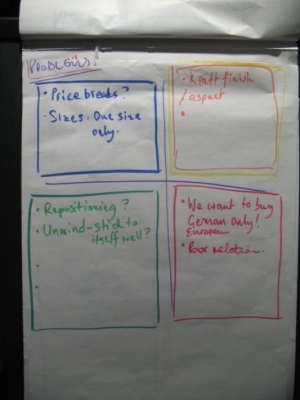 PROBLEMS!
• Price breaks?
• Sizes. One size
only.
• Kraft finish
/ aspect
•
• Repositioning?
• Unwind - stick to
itself well?
•
•
• We want to buy
German only!
European
• Poor relation.